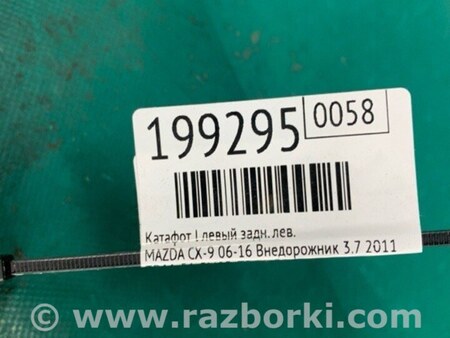 199295 0058
Катафот | левый задн. лев.
MAZDA CX-9 06-16 Внедорожник 3.7 2011
© www.razborki.com